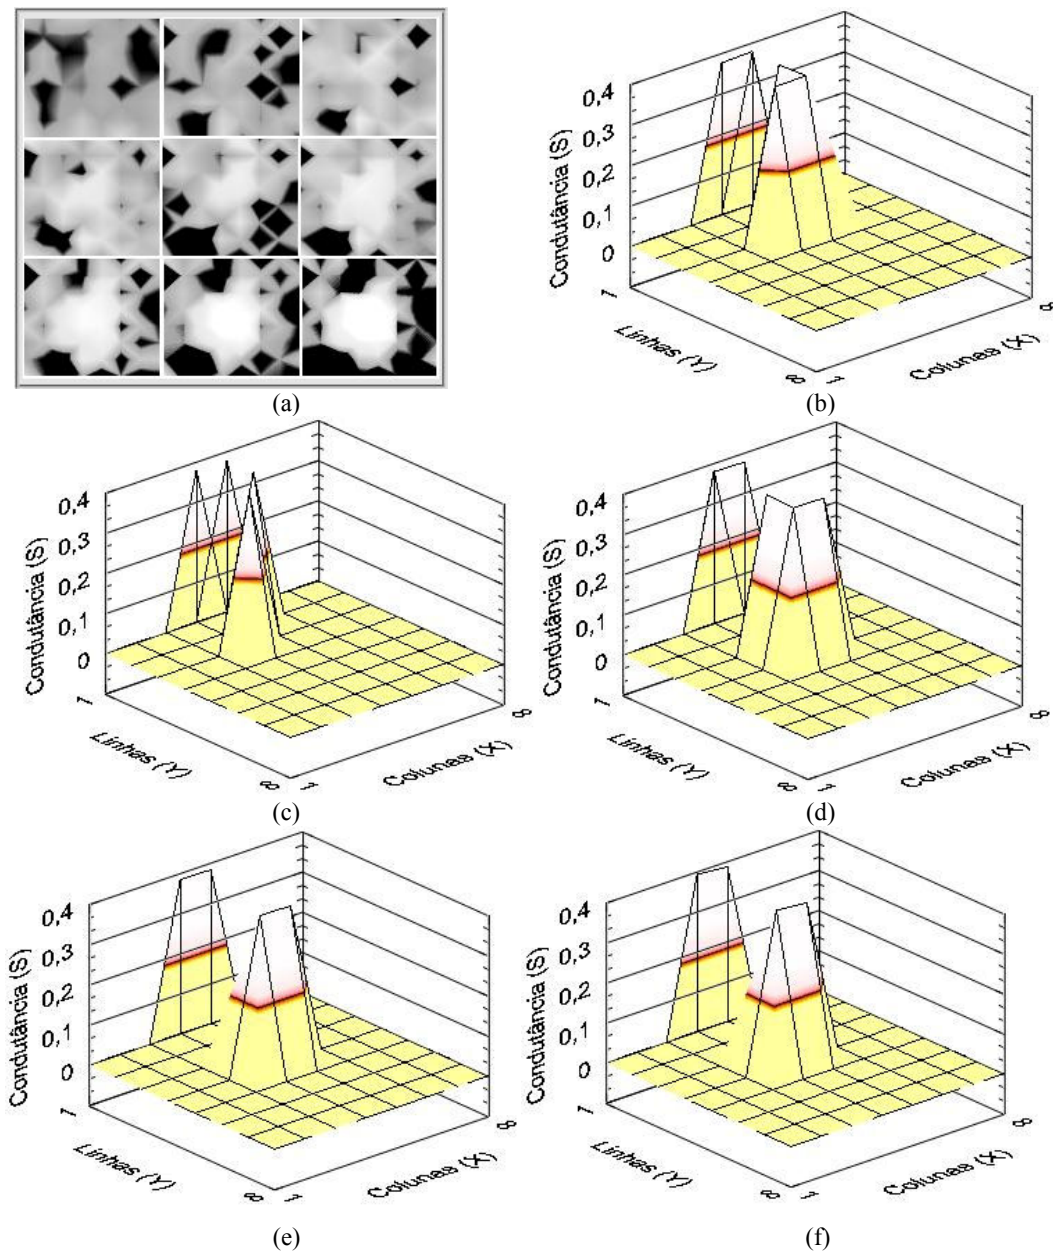 (a)
0,4
0,3
0,2
0,1
0
Condutância (S)
1
Linhas (Y)
8
1
Colunas (X)
8
(b)
0,4
0,3
0,2
0,1
0
Condutância (S)
1
Linhas (Y)
8
1
Colunas (X)
8
(c)
0,4
0,3
0,2
0,1
0
Condutância (S)
1
Linhas (Y)
8
1
Colunas (X)
8
(d)
0,4
0,3
0,2
0,1
0
Condutância (S)
1
Linhas (Y)
8
1
Colunas (X)
8
(e)
0,4
0,3
0,2
0,1
0
Condutância (S)
1
Linhas (Y)
8
1
Colunas (X)
8
(f)